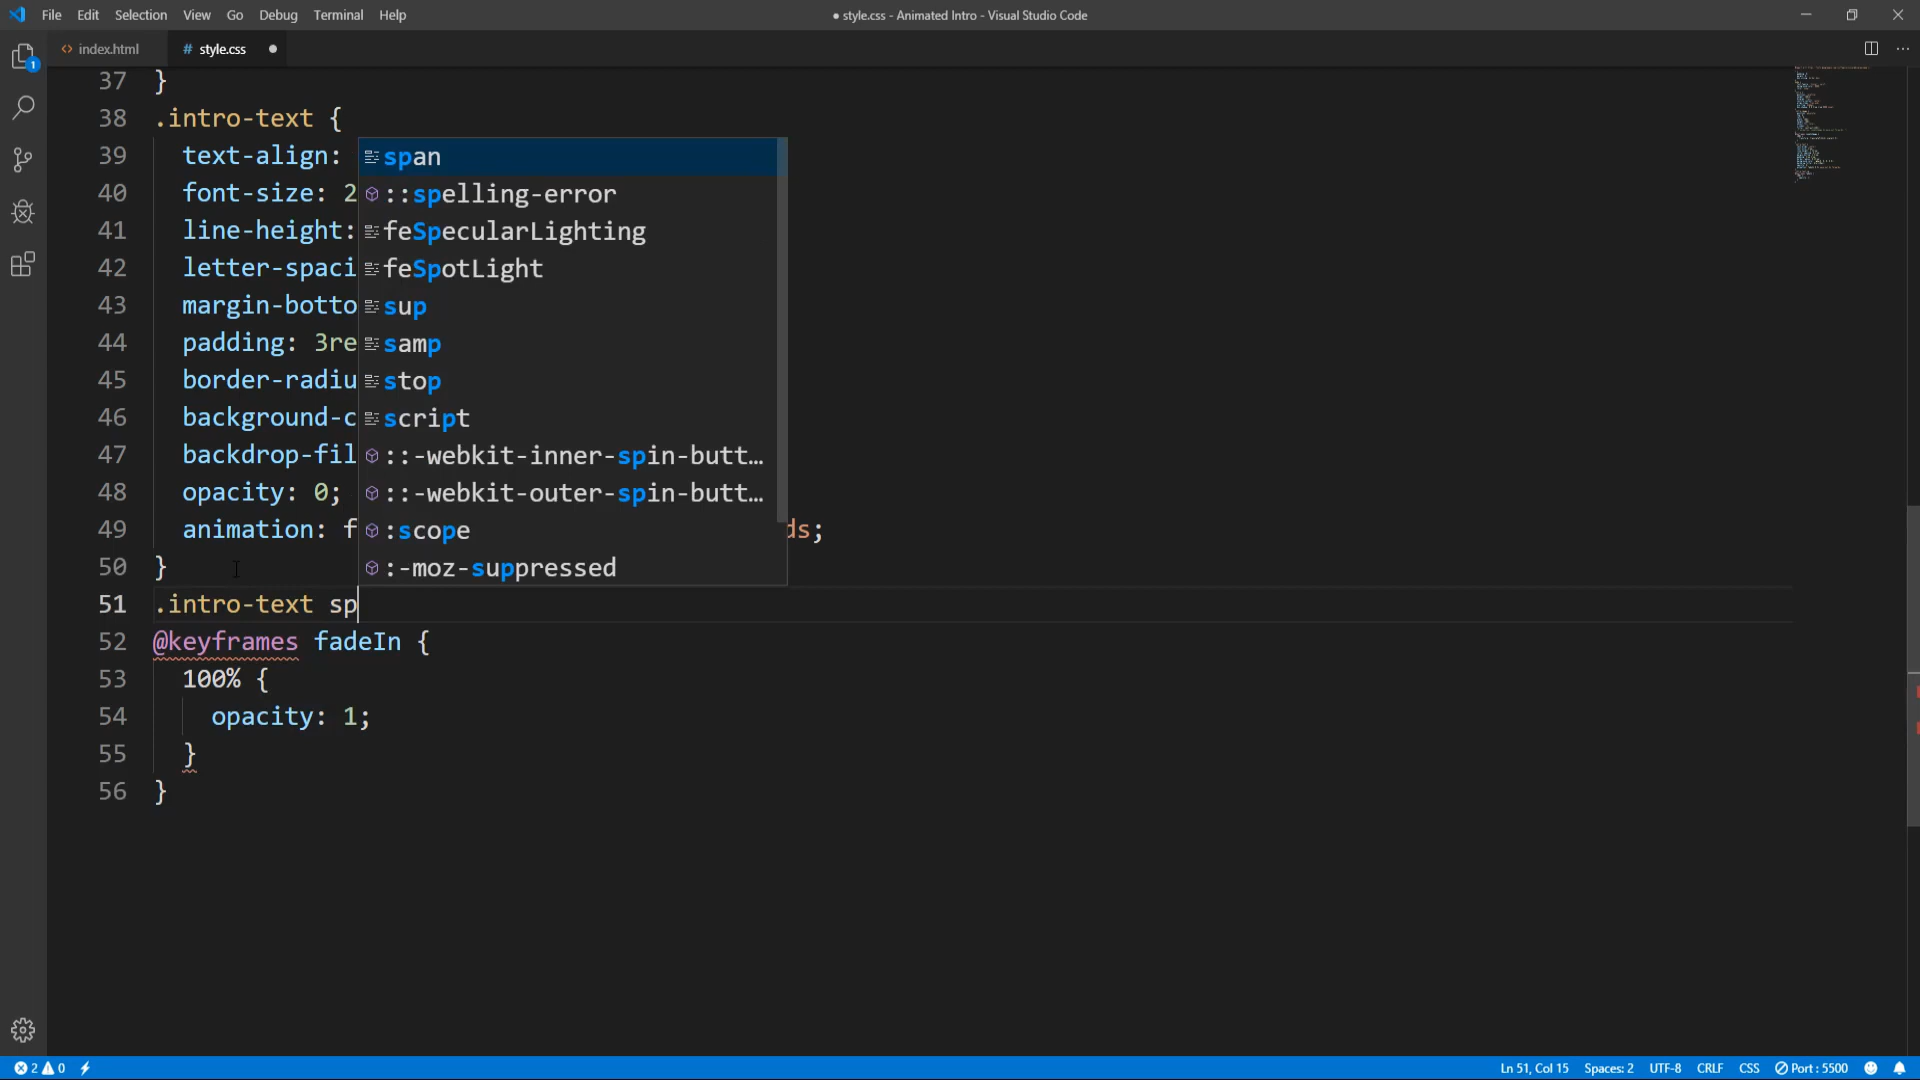 File Edit Selection View Go Debug Terminal Help
● style.css - Animated Intro - Visual Studio Code
<> index.html
# style.css ●
1
37 }
38 .intro-text {
39 text-align:
40 font-size: 2
41 line-height:
42 letter-spaci
43 margin-botto
44 padding: 3re
45 border-radiu
46 background-c
47 backdrop-fil
48 opacity: 0;
49 animation: f ds;
50 }
51 .intro-text sp
52 @keyframes fadeIn {
53 100% {
54 opacity: 1;
55 }
56 }
span
::spelling-error
feSpecularLighting
feSpotLight
sup
samp
stop
script
::-webkit-inner-spin-butt…
::-webkit-outer-spin-butt…
:scope
:-moz-suppressed
2 0
Ln 51, Col 15 Spaces: 2 UTF-8 CRLF CSS Port : 5500